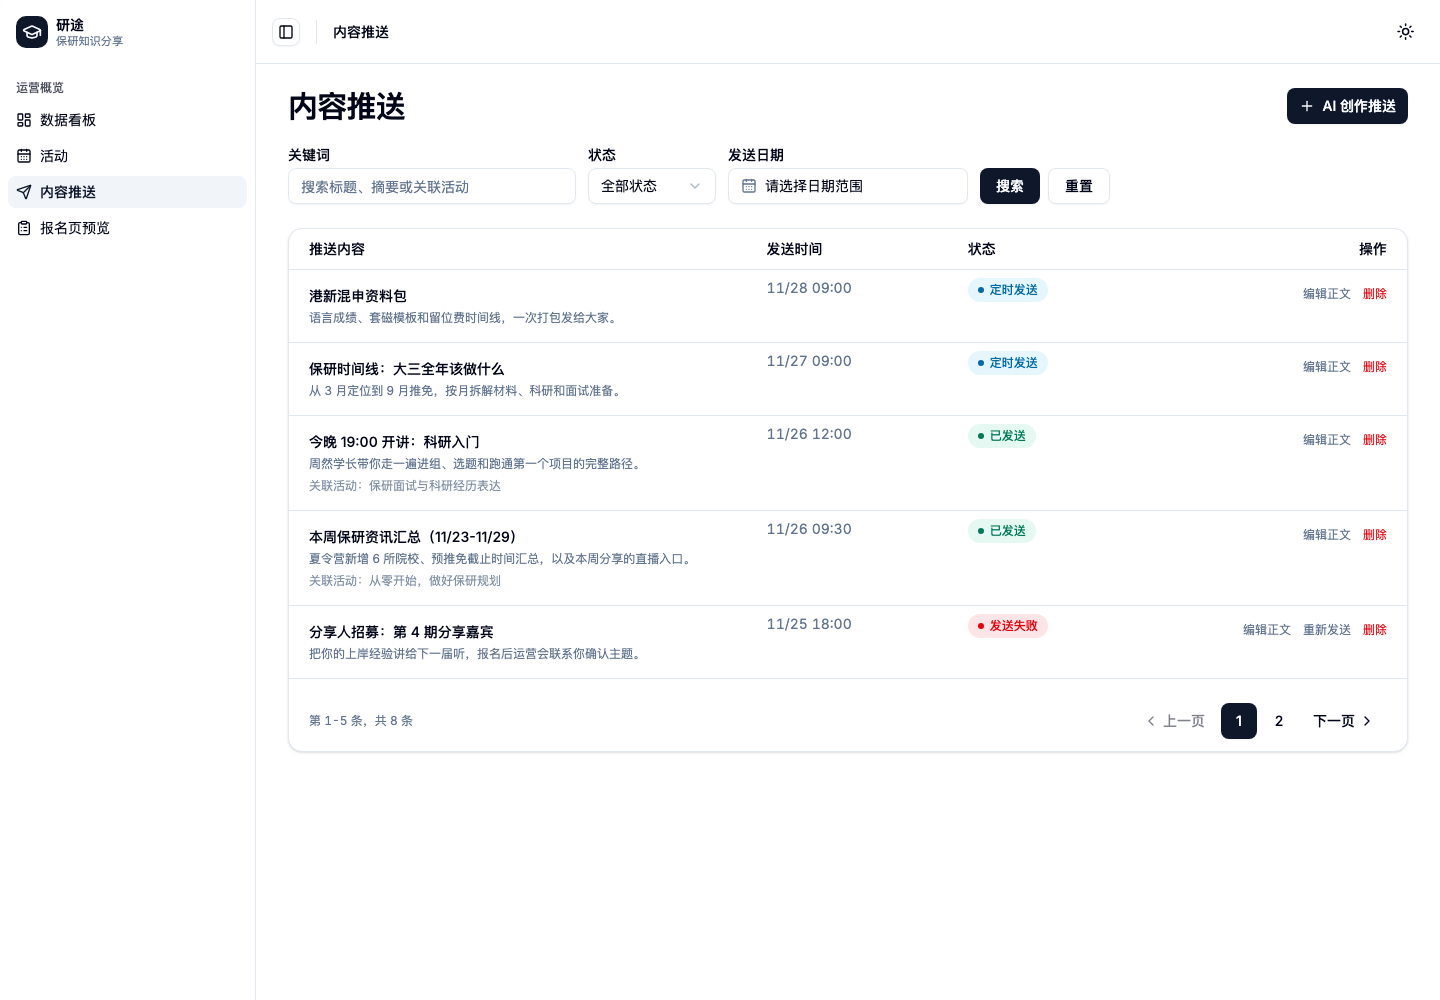 研途
保研知识分享
运营概览
数据看板
活动
内容推送
报名页预览
内容推送
内容推送
AI 创作推送
关键词
状态
发送日期
搜索标题、摘要或关联活动
全部状态
请选择日期范围
搜索
重置
推送内容
发送时间
状态
操作
港新混申资料包
语言成绩、套磁模板和留位费时间线，一次打包发给大家。
11/28 09:00
定时发送
编辑正文
删除
保研时间线：大三全年该做什么
从 3 月定位到 9 月推免，按月拆解材料、科研和面试准备。
11/27 09:00
定时发送
编辑正文
删除
今晚 19:00 开讲：科研入门
周然学长带你走一遍进组、选题和跑通第一个项目的完整路径。
关联活动：保研面试与科研经历表达
11/26 12:00
已发送
编辑正文
删除
本周保研资讯汇总（11/23-11/29）
夏令营新增 6 所院校、预推免截止时间汇总，以及本周分享的直播入口。
关联活动：从零开始，做好保研规划
11/26 09:30
已发送
编辑正文
删除
分享人招募：第 4 期分享嘉宾
把你的上岸经验讲给下一届听，报名后运营会联系你确认主题。
11/25 18:00
发送失败
编辑正文
重新发送
删除
第 1-5 条，共 8 条
上一页
1
2
下一页